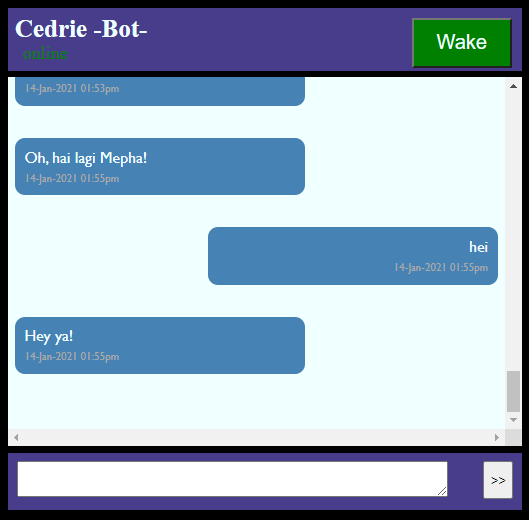 Cedrie -Bot-
online
Wake
14-Jan-2021 01:53pm
Oh, hai lagi Mepha!
14-Jan-2021 01:55pm
hei
14-Jan-2021 01:55pm
Hey ya!
14-Jan-2021 01:55pm
>>